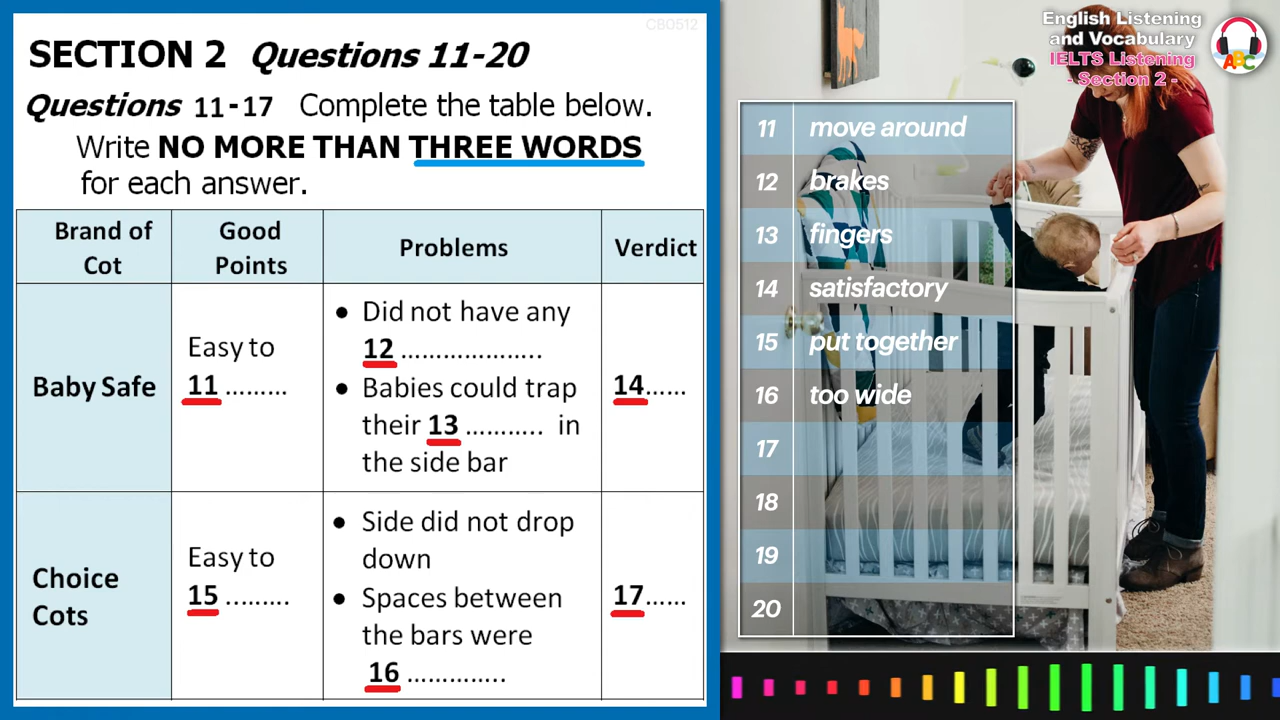 CB0512
SECTION 2 Questions 11-20
Questions 11-17 Complete the table below.
Write NO MORE THAN THREE WORDS
for each answer.
Brand of
Cot
Good
Points
Problems
Verdict
Baby Safe
Easy to
11 .........
● Did not have any
12 ....................
● Babies could trap
their 13 ........... in
the side bar
14......
Choice
Cots
Easy to
15 .........
● Side did not drop
down
● Spaces between
the bars were
16 ..............
17......
English Listening
and Vocabulary
IELTS Listening
- Section 2 -
ABC
11 move around
12 brakes
13 fingers
14 satisfactory
15 put together
16 too wide
17
18
19
20